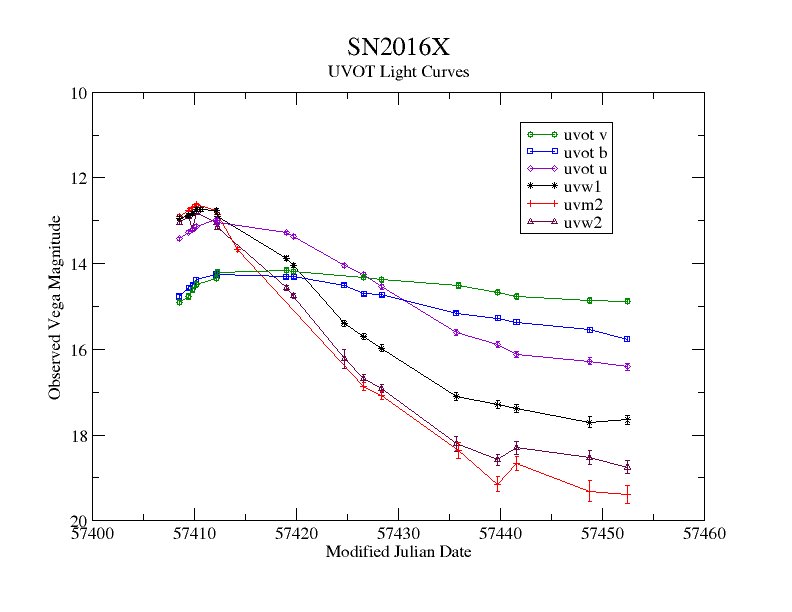 SN2016X
UVOT Light Curves
10
12
14
16
18
20
Observed Vega Magnitude
uvot v
uvot b
uvot u
uvw1
uvm2
uvw2
57400
57410
57420
57430
57440
57450
57460
Modified Julian Date